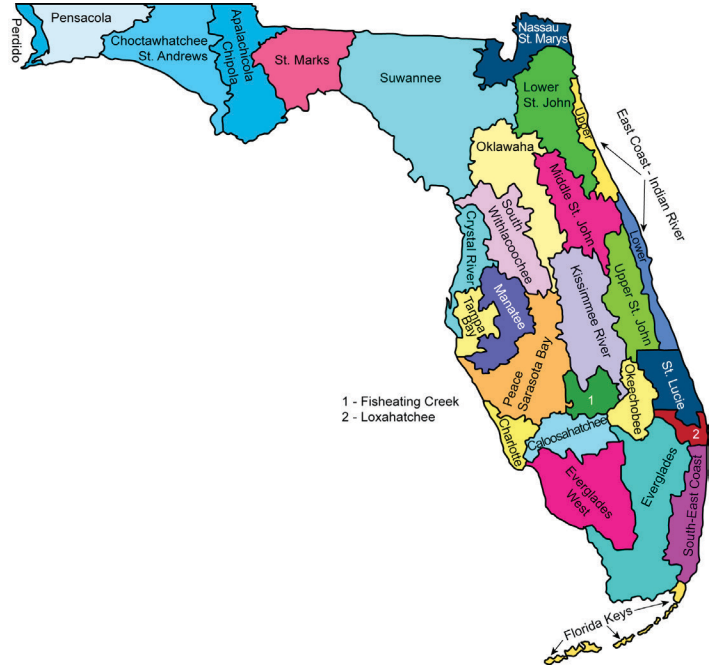 Perdido
Pensacola
Choctawhatchee
St. Andrews
Apalachicola
Chipola
St. Marks
Suwannee
Nassau
St. Marys
Lower
St. John
Upper
East Coast - Indian River
Lower
Oklawaha
Middle St. John
South
Withlacoochee
Crystal River
Tampa
Bay
Manatee
Kissimmee River
Upper St. John
Peace
Sarasota Bay
1 - Fisheating Creek
2 - Loxahatchee
1
Okeechobee
St. Lucie
2
Charlotte
Caloosahatchee
Everglades
West
Everglades
South-East Coast
Florida Keys